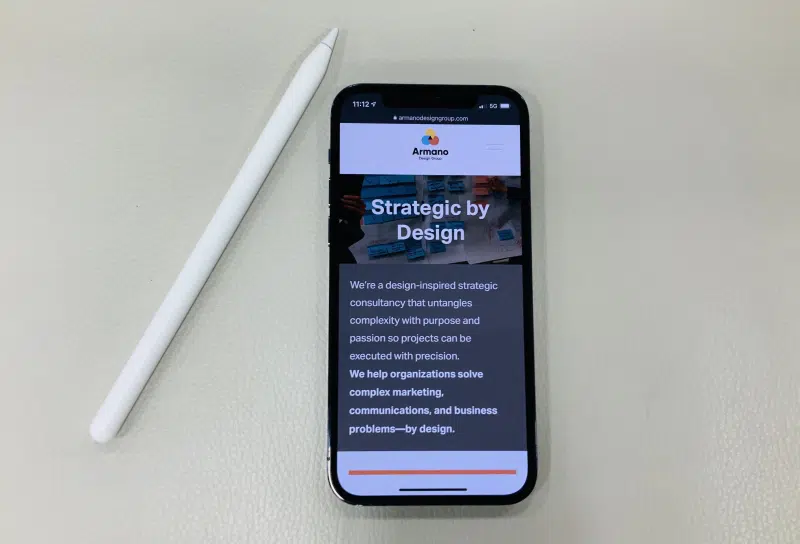 11:12
5G
armanodesigngroup.com
Armano
Design Group
Strategic by
Design
We’re a design-inspired strategic
consultancy that untangles
complexity with purpose and
passion so projects can be
executed with precision.
We help organizations solve
complex marketing,
communications, and business
problems—by design.